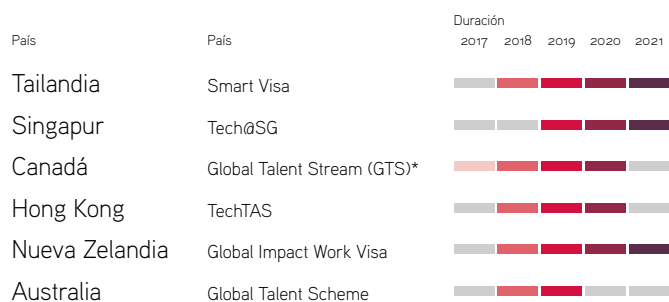 Duración
País País 2017 2018 2019 2020 2021
Tailandia Smart Visa
Singapur Tech@SG
Canadá Global Talent Stream (GTS)*
Hong Kong TechTAS
Nueva Zelandia Global Impact Work Visa
Australia Global Talent Scheme